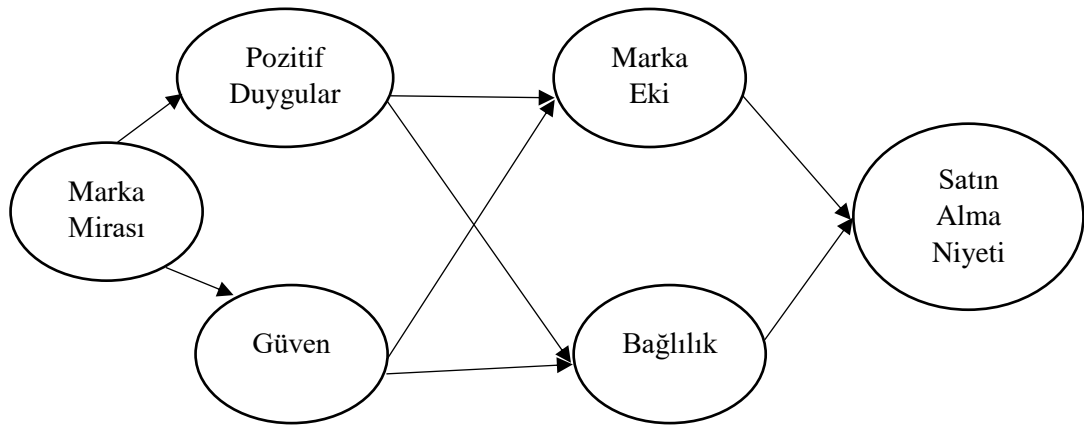 Pozitif
Duygular
Marka
Eki
Marka
Mirası
Satın
Alma
Niyeti
Güven
Bağlılık